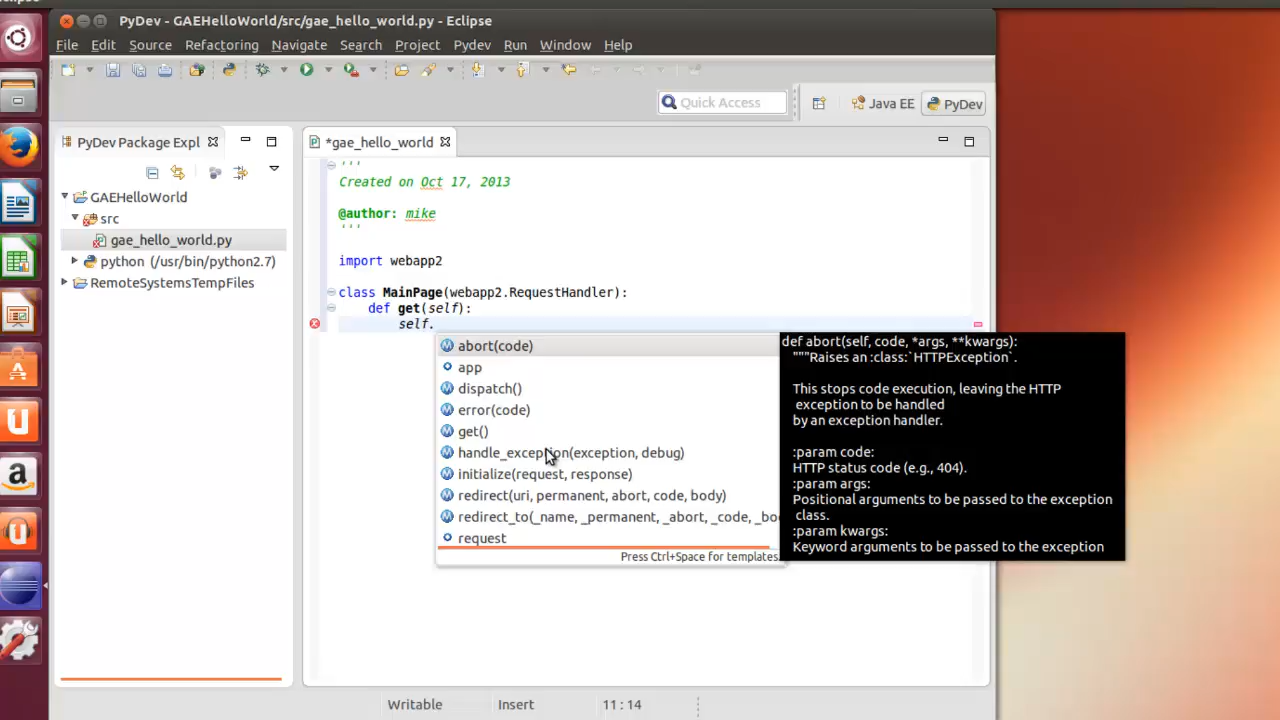 PyDev - GAEHelloWorld/src/gae_hello_world.py - Eclipse
File Edit Source Refactoring Navigate Search Project Pydev Run Window Help
Quick Access
Java EE
PyDev
PyDev Package Expl
*gae_hello_world
GAEHelloWorld
src
gae_hello_world.py
python (/usr/bin/python2.7)
RemoteSystemsTempFiles
'''
Created on Oct 17, 2013
@author: mike
'''
import webapp2
class MainPage(webapp2.RequestHandler):
def get(self):
self.
abort(code)
app
dispatch()
error(code)
get()
handle_exception(exception, debug)
initialize(request, response)
redirect(uri, permanent, abort, code, body)
redirect_to(_name, _permanent, _abort, _code, _bo
request
Press Ctrl+Space for templates.
def abort(self, code, *args, **kwargs):
"""Raises an :class:`HTTPException`.
This stops code execution, leaving the HTTP
exception to be handled
by an exception handler.
:param code:
HTTP status code (e.g., 404).
:param args:
Positional arguments to be passed to the exception
class.
:param kwargs:
Keyword arguments to be passed to the exception
Writable
Insert
11 : 14